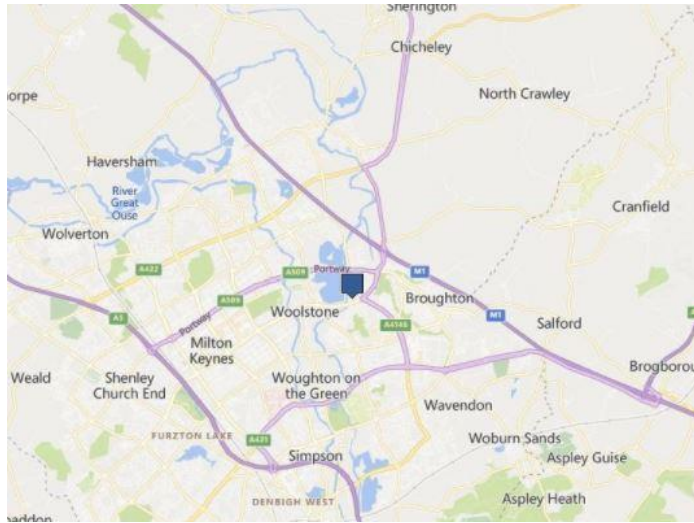 Sherington
Chicheley
orpe
North Crawley
Haversham
River
Great
Ouse
Cranfield
Wolverton
A422
A509
Portway
M1
A509
Portway
Broughton
Woolstone
M1
A5
A4146
Salford
Milton
Keynes
Brogborou
Weald
Shenley
Church End
Woughton on
the Green
Wavendon
FURZTON LAKE
A421
Woburn Sands
Simpson
Aspley Guise
DENBIGH WEST
Aspley Heath
addon